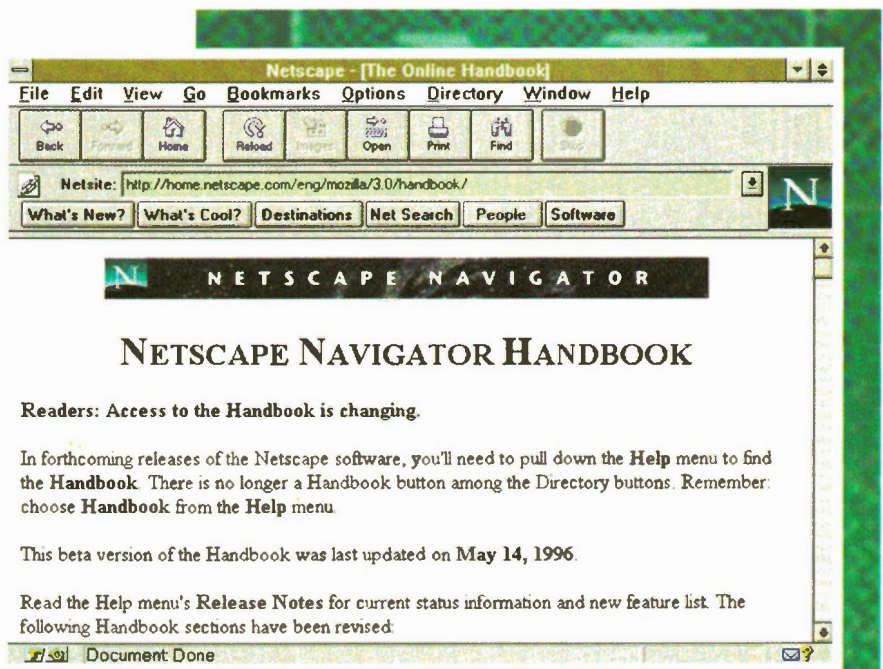 Netscape - [The Online Handbook]
File Edit View Go Bookmarks Options Directory Window Help
Back Forward Home Reload Images Open Print Find Stop
Netsite: http://home.netscape.com/eng/mozilla/3.0/handbook/
N
What's New? What's Cool? Destinations Net Search People Software
N NETSCAPE NAVIGATOR
NETSCAPE NAVIGATOR HANDBOOK
Readers: Access to the Handbook is changing.
In forthcoming releases of the Netscape software, you'll need to pull down the Help menu to find
the Handbook. There is no longer a Handbook button among the Directory buttons. Remember:
choose Handbook from the Help menu.
This beta version of the Handbook was last updated on May 14, 1996.
Read the Help menu's Release Notes for current status information and new feature list. The
following Handbook sections have been revised:
Document: Done